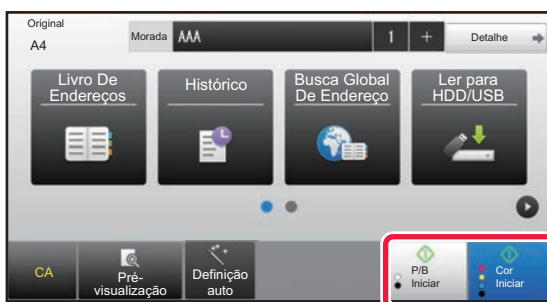 Original
A4
Morada AAA 1 + Detalhe
Livro De
Endereços
Histórico
Busca Global
De Endereço
Ler para
HDD/USB
CA
Pré-
visualização
Definição
auto
P/B
Iniciar
Cor
Iniciar